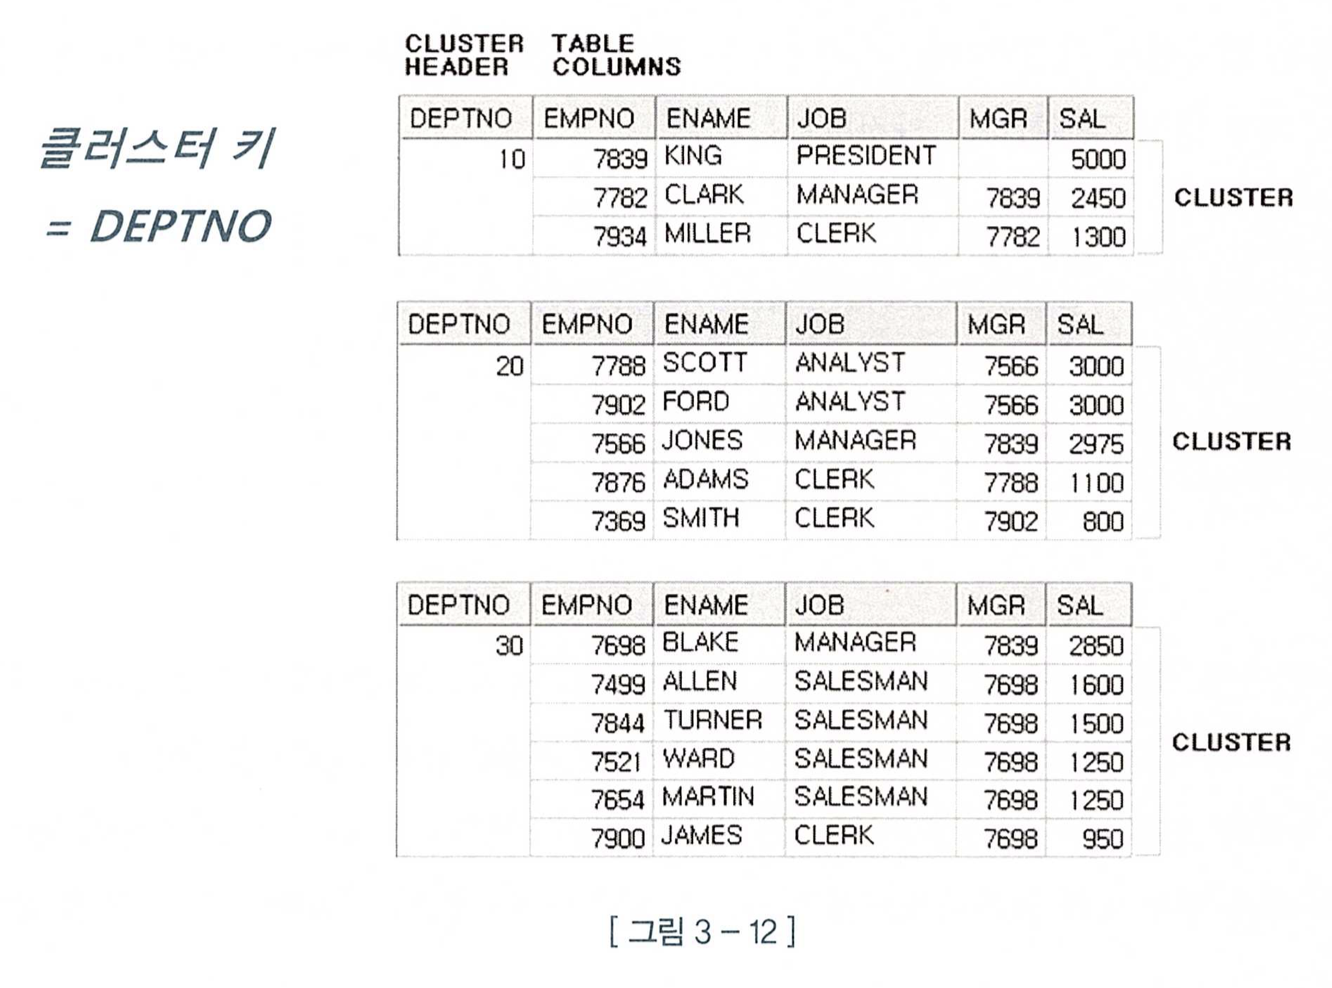 CLUSTER TABLE
HEADER COLUMNS
클러스터 키
= DEPTNO
DEPTNO EMPNO ENAME JOB MGR SAL
10 7839 KING PRESIDENT 5000
7782 CLARK MANAGER 7839 2450
7934 MILLER CLERK 7782 1300
CLUSTER
DEPTNO EMPNO ENAME JOB MGR SAL
20 7788 SCOTT ANALYST 7566 3000
7902 FORD ANALYST 7566 3000
7566 JONES MANAGER 7839 2975
7876 ADAMS CLERK 7788 1100
7369 SMITH CLERK 7902 800
CLUSTER
DEPTNO EMPNO ENAME JOB MGR SAL
30 7698 BLAKE MANAGER 7839 2850
7499 ALLEN SALESMAN 7698 1600
7844 TURNER SALESMAN 7698 1500
7521 WARD SALESMAN 7698 1250
7654 MARTIN SALESMAN 7698 1250
7900 JAMES CLERK 7698 950
CLUSTER
[ 그림 3 – 12 ]